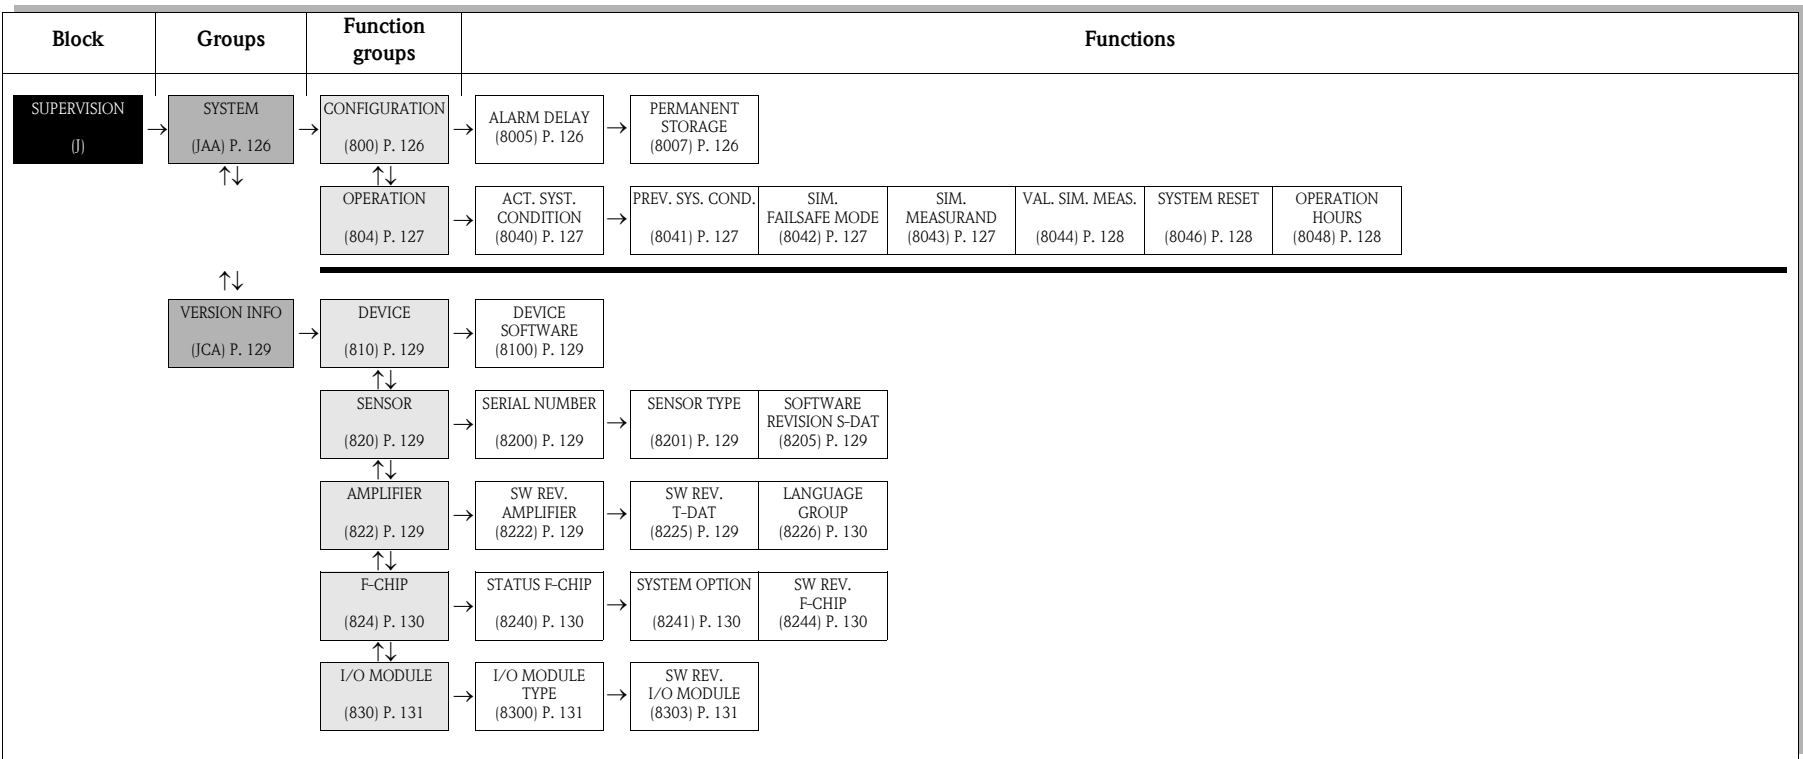 Block
Groups
Function
groups
Functions
SUPERVISION
(J)
SYSTEM
(JAA) P. 126
CONFIGURATION
(800) P. 126
ALARM DELAY
(8005) P. 126
PERMANENT
STORAGE
(8007) P. 126
OPERATION
(804) P. 127
ACT. SYST.
CONDITION
(8040) P. 127
PREV. SYS. COND.
(8041) P. 127
SIM.
FAILSAFE MODE
(8042) P. 127
SIM.
MEASURAND
(8043) P. 127
VAL. SIM. MEAS.
(8044) P. 128
SYSTEM RESET
(8046) P. 128
OPERATION
HOURS
(8048) P. 128
VERSION INFO
(JCA) P. 129
DEVICE
(810) P. 129
DEVICE
SOFTWARE
(8100) P. 129
SENSOR
(820) P. 129
SERIAL NUMBER
(8200) P. 129
SENSOR TYPE
(8201) P. 129
SOFTWARE
REVISION S-DAT
(8205) P. 129
AMPLIFIER
(822) P. 129
SW REV.
AMPLIFIER
(8222) P. 129
SW REV.
T-DAT
(8225) P. 129
LANGUAGE
GROUP
(8226) P. 130
F-CHIP
(824) P. 130
STATUS F-CHIP
(8240) P. 130
SYSTEM OPTION
(8241) P. 130
SW REV.
F-CHIP
(8244) P. 130
I/O MODULE
(830) P. 131
I/O MODULE
TYPE
(8300) P. 131
SW REV.
I/O MODULE
(8303) P. 131